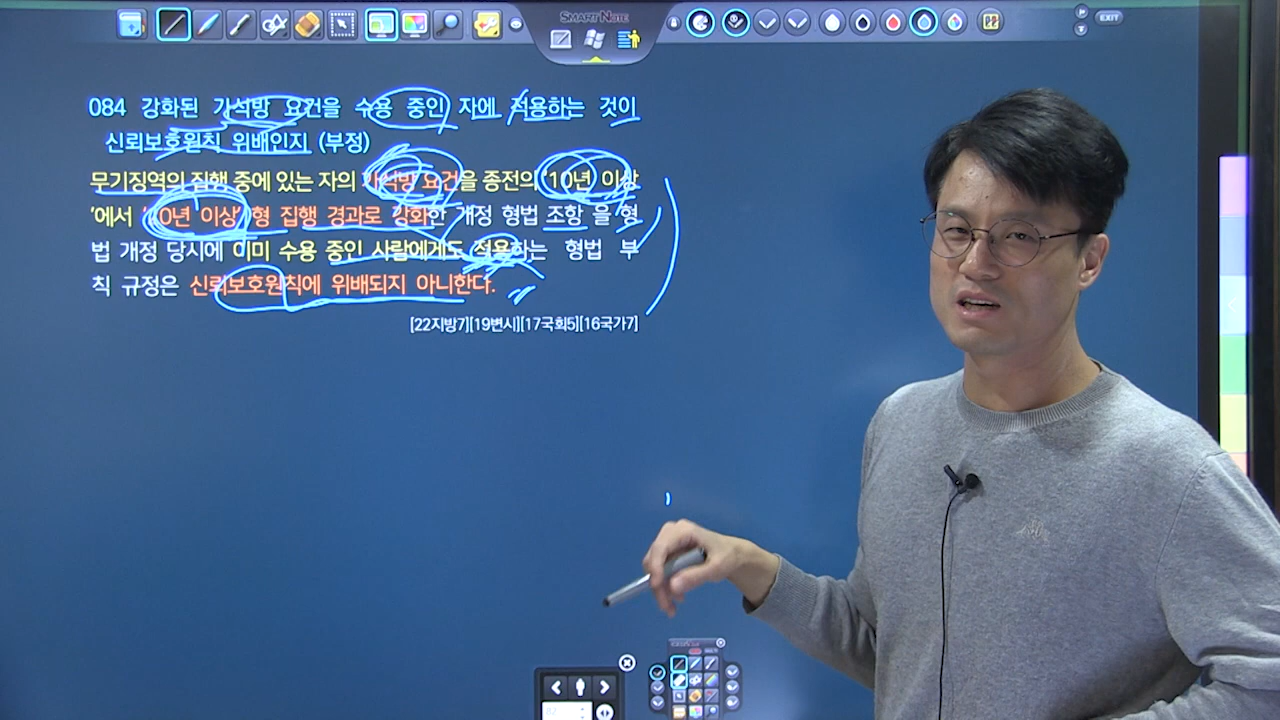 SMART NOTE
EXIT
084 강화된 가석방 요건을 수용 중인 자에 적용하는 것이
신뢰보호원칙 위배인지 (부정)
무기징역의 집행 중에 있는 자의 가석방 요건을 종전의 '10년 이상
'에서 '20년 이상' 형 집행 경과로 강화한 개정 형법 조항 을 형
법 개정 당시에 이미 수용 중인 사람에게도 적용하는 형법 부
칙 규정은 신뢰보호원칙에 위배되지 아니한다.
[22지방7][19변시][17국회5][16국가7]